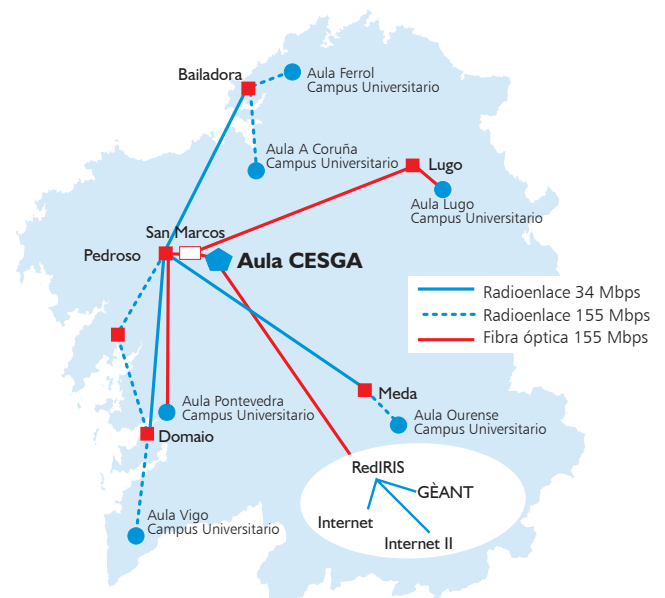 Bailadora
Aula Ferrol
Campus Universitario
Aula A Coruña
Campus Universitario
Lugo
Aula Lugo
Campus Universitario
San Marcos
Pedroso
Aula CESGA
Radioenlace 34 Mbps
Radioenlace 155 Mbps
Fibra óptica 155 Mbps
Meda
Aula Pontevedra
Campus Universitario
Aula Ourense
Campus Universitario
Domaio
RedIRIS
GÈANT
Internet
Internet II
Aula Vigo
Campus Universitario